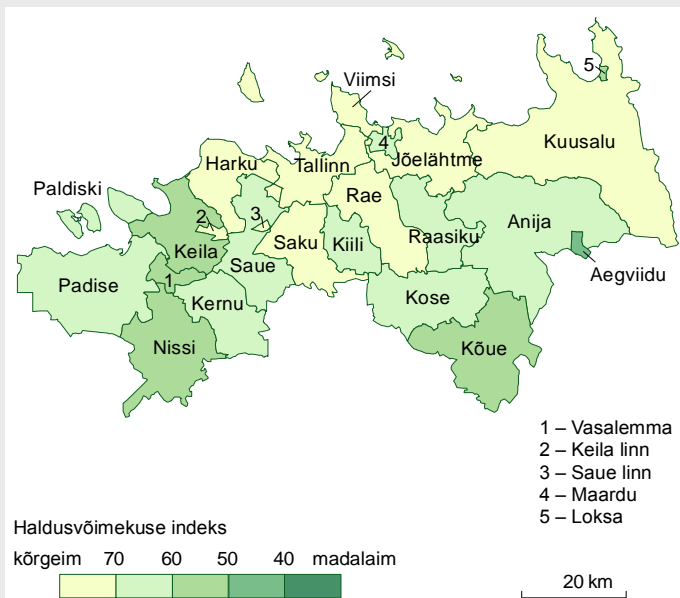 5
Viimsi
4
Kuusalu
Harku
Tallinn
Jõelähtme
Paldiski
Rae
2
3
Anija
Keila
Saku
Kiili
Raasiku
Saue
Aegviidu
Padise
1
Kernu
Kose
Nissi
Kõue
1 – Vasalemma
2 – Keila linn
3 – Saue linn
4 – Maardu
5 – Loksa
Haldusvõimekuse indeks
kõrgeim 70 60 50 40 madalaim
20 km